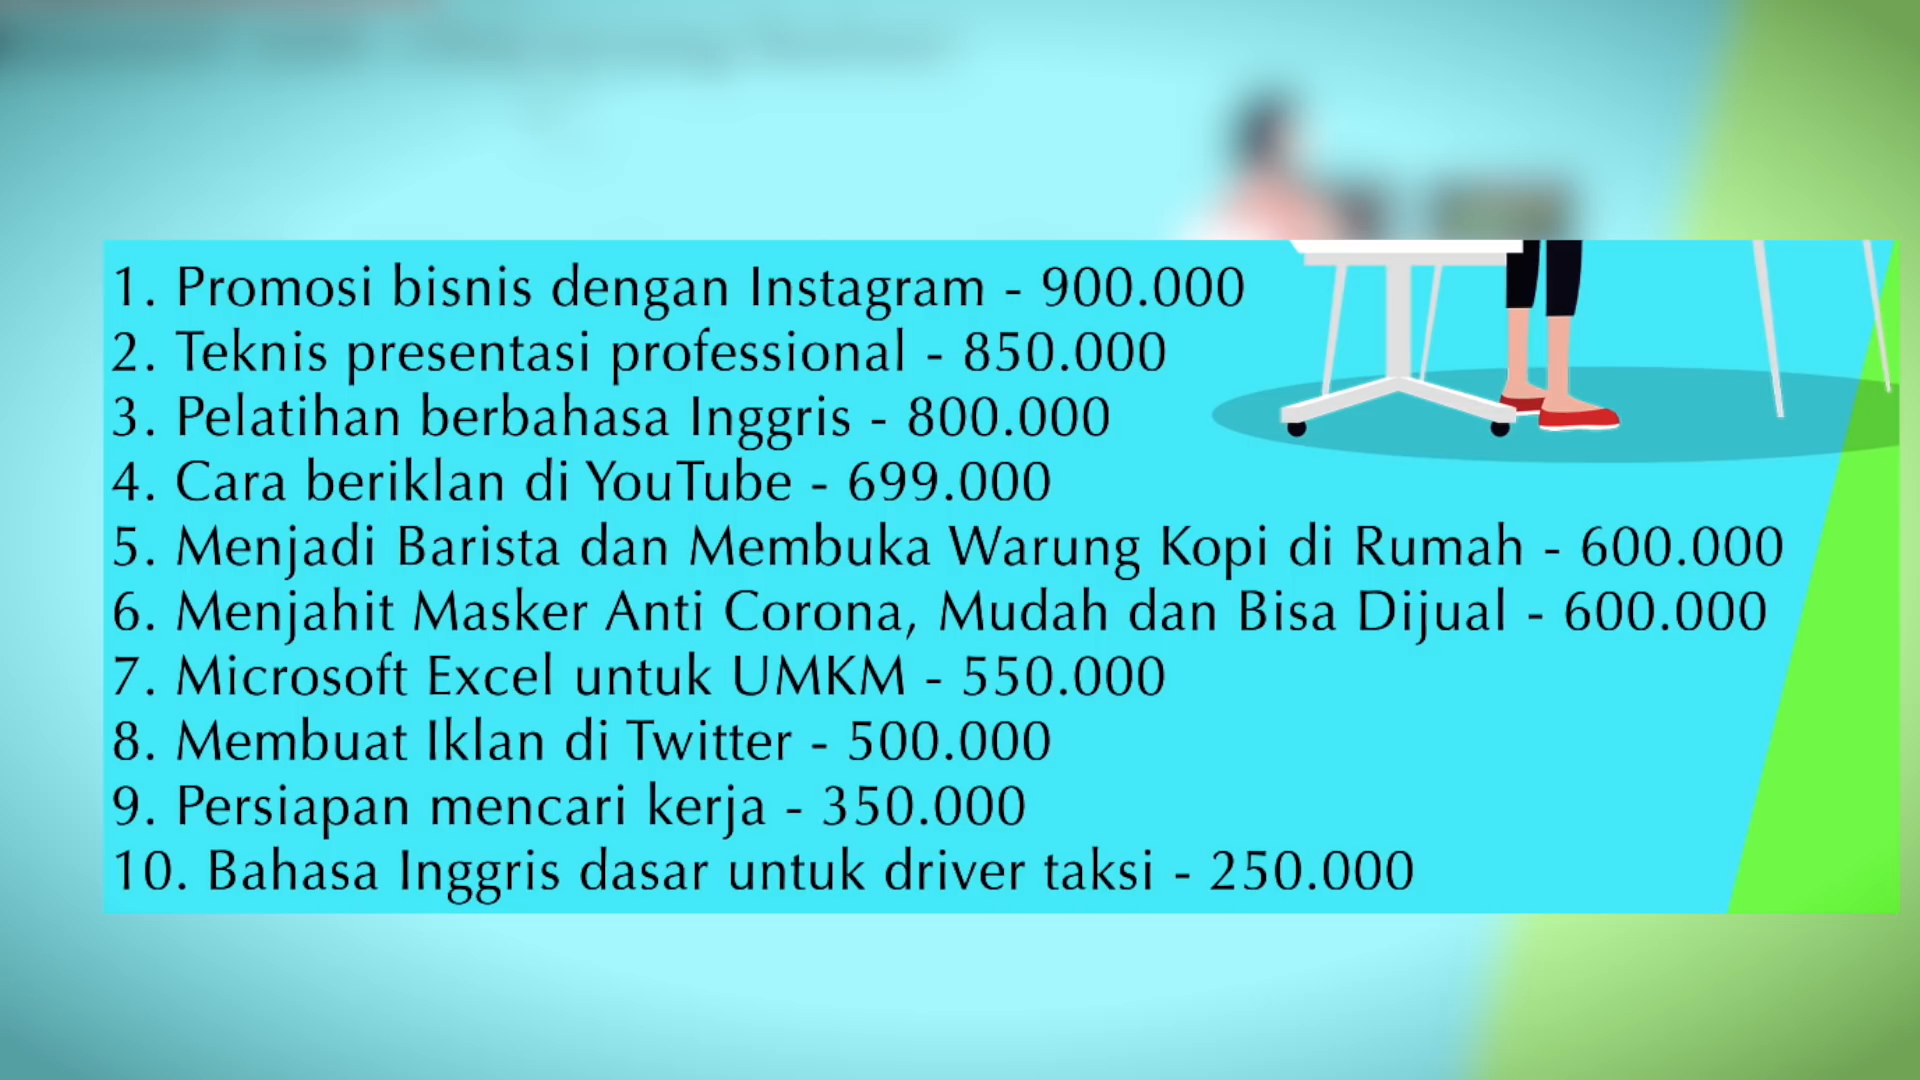 1. Promosi bisnis dengan Instagram - 900.000
2. Teknis presentasi professional - 850.000
3. Pelatihan berbahasa Inggris - 800.000
4. Cara beriklan di YouTube - 699.000
5. Menjadi Barista dan Membuka Warung Kopi di Rumah - 600.000
6. Menjahit Masker Anti Corona, Mudah dan Bisa Dijual - 600.000
7. Microsoft Excel untuk UMKM - 550.000
8. Membuat Iklan di Twitter - 500.000
9. Persiapan mencari kerja - 350.000
10. Bahasa Inggris dasar untuk driver taksi - 250.000